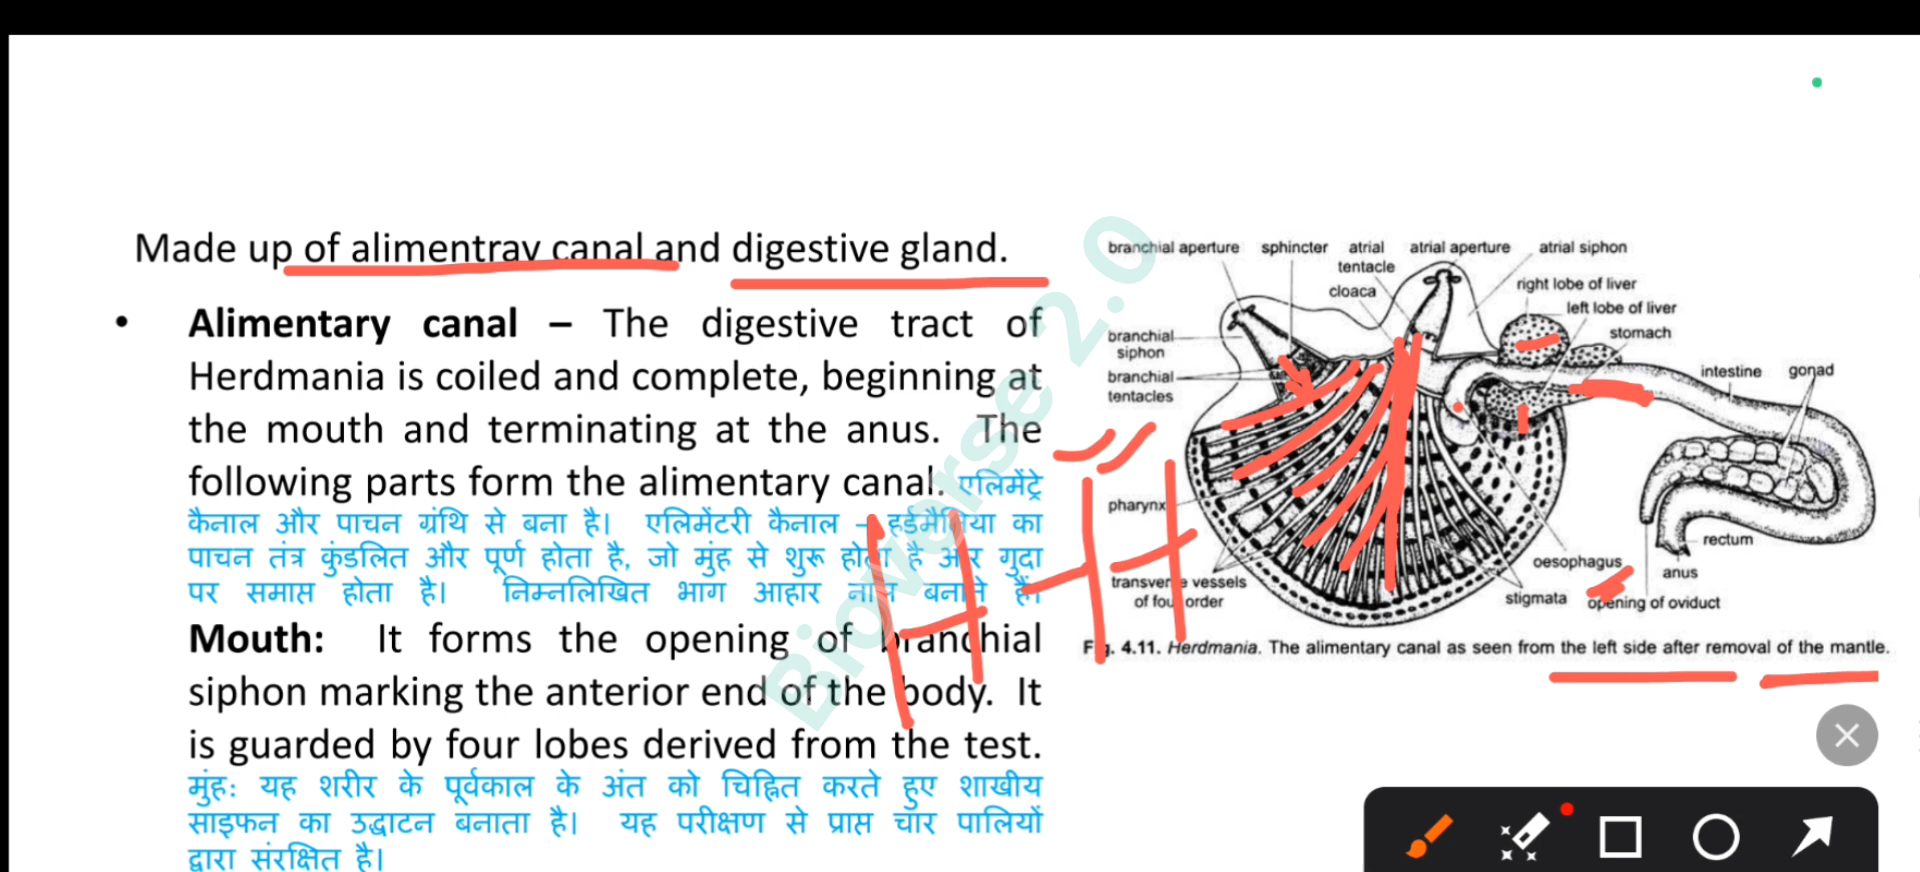 Made up of alimentray canal and digestive gland.
• Alimentary canal – The digestive tract of
Herdmania is coiled and complete, beginning at
the mouth and terminating at the anus. The
following parts form the alimentary canal. एलिमेंट्रे
कैनाल और पाचन ग्रंथि से बना है। एलिमेंटरी कैनाल – हर्डमैनिया का
पाचन तंत्र कुंडलित और पूर्ण होता है, जो मुंह से शुरू होता है और गुदा
पर समाप्त होता है। निम्नलिखित भाग आहार नाल बनाते हैं।
Mouth: It forms the opening of branchial
siphon marking the anterior end of the body. It
is guarded by four lobes derived from the test.
मुंह: यह शरीर के पूर्वकाल के अंत को चिह्नित करते हुए शाखीय
साइफन का उद्घाटन बनाता है। यह परीक्षण से प्राप्त चार पालियों
द्वारा संरक्षित है।
Bioverse 2.0
branchial aperture
sphincter
atrial
tentacle
atrial aperture
atrial siphon
cloaca
right lobe of liver
left lobe of liver
stomach
branchial
siphon
branchial
tentacles
intestine
gonad
pharynx
rectum
oesophagus
anus
transverse vessels
of four order
stigmata
opening of oviduct
Fig. 4.11. Herdmania. The alimentary canal as seen from the left side after removal of the mantle.